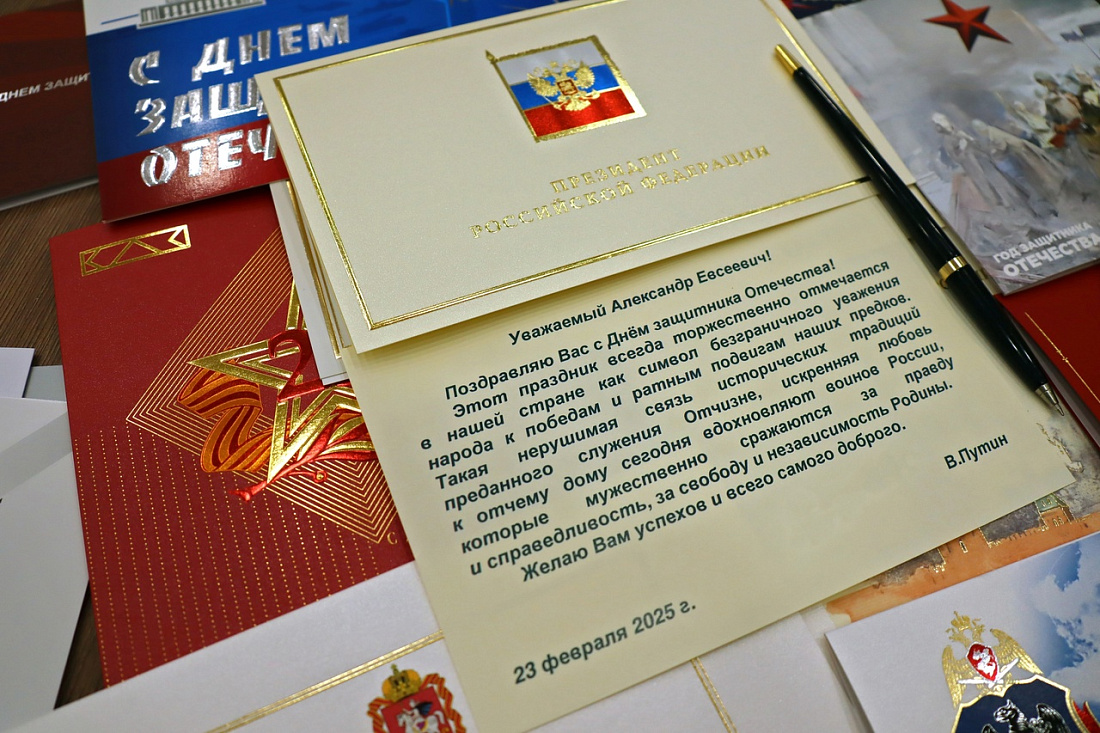 ДНЕМ ЗАЩИТ
С ДНЕМ
ЗАЩ
ОТЕЧ
ПРЕЗИДЕНТ
РОССИЙСКОЙ ФЕДЕРАЦИИ
ГОД ЗАЩИТНИКА
ОТЕЧЕСТВА
Уважаемый Александр Евсеевич!
Поздравляю Вас с Днём защитника Отечества!
Этот праздник всегда торжественно отмечается
в нашей стране как символ безграничного уважения
народа к победам и ратным подвигам наших предков.
Такая нерушимая связь исторических традиций
преданного служения Отчизне, искренняя любовь
к отчему дому сегодня вдохновляют воинов России,
которые мужественно сражаются за правду
и справедливость, за свободу и независимость Родины.
Желаю Вам успехов и всего самого доброго.
В.Путин
23 февраля 2025 г.